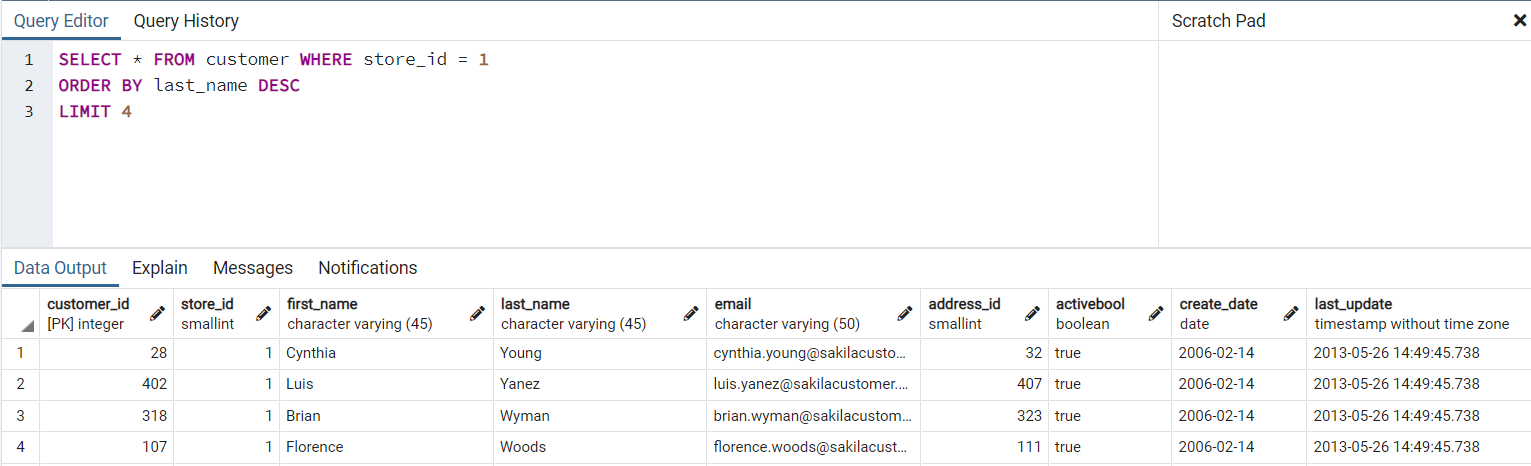 Query Editor Query History Scratch Pad ×
1 SELECT * FROM customer WHERE store_id = 1
2 ORDER BY last_name DESC
3 LIMIT 4
Data Output Explain Messages Notifications
customer_id store_id first_name last_name email address_id activebool create_date last_update
[PK] integer smallint character varying (45) character varying (45) character varying (50) smallint boolean date timestamp without time zone
1 28 1 Cynthia Young cynthia.young@sakilacusto... 32 true 2006-02-14 2013-05-26 14:49:45.738
2 402 1 Luis Yanez luis.yanez@sakilacustomer.... 407 true 2006-02-14 2013-05-26 14:49:45.738
3 318 1 Brian Wyman brian.wyman@sakilacustom... 323 true 2006-02-14 2013-05-26 14:49:45.738
4 107 1 Florence Woods florence.woods@sakilacust... 111 true 2006-02-14 2013-05-26 14:49:45.738